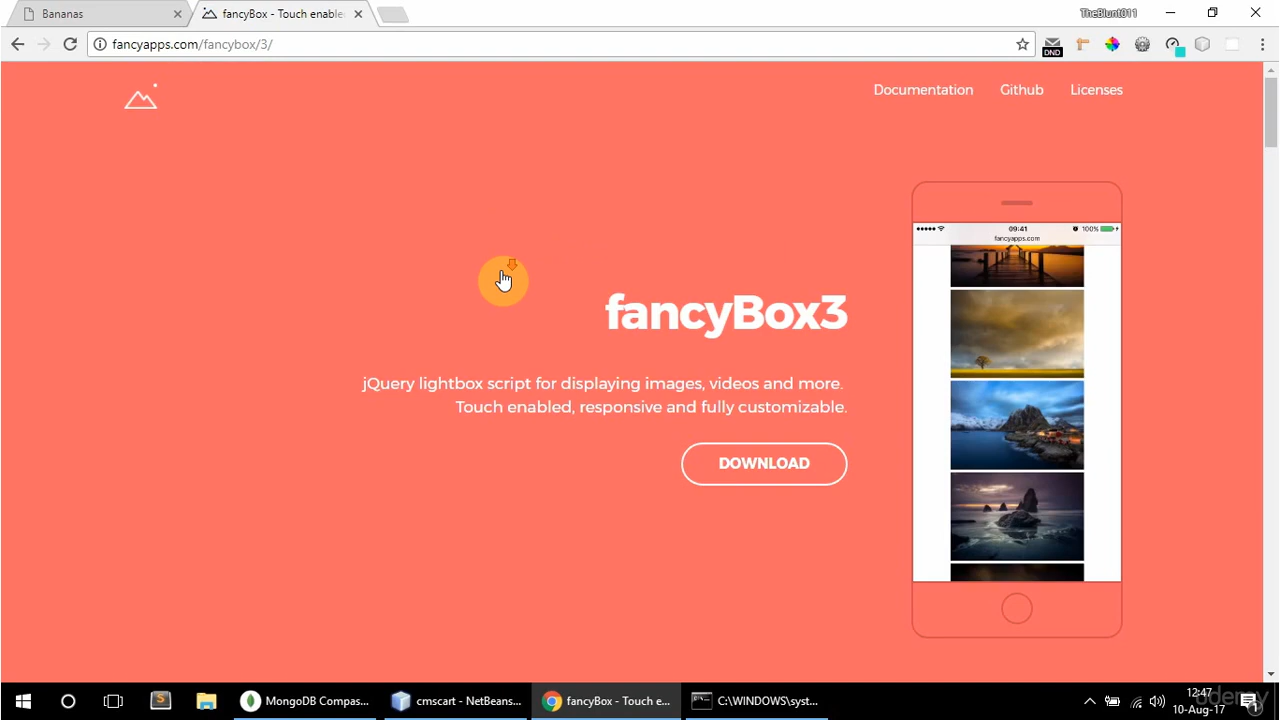 Bananas
fancyBox - Touch enable
TheBlunt011
fancyapps.com/fancybox/3/
DND
Documentation
Github
Licenses
09:41
100%
fancyapps.com
fancyBox3
jQuery lightbox script for displaying images, videos and more.
Touch enabled, responsive and fully customizable.
DOWNLOAD
MongoDB Compas...
cmscart - NetBeans...
fancyBox - Touch e...
C:\WINDOWS\syst...
12:47
10-Aug-17
1
udemy